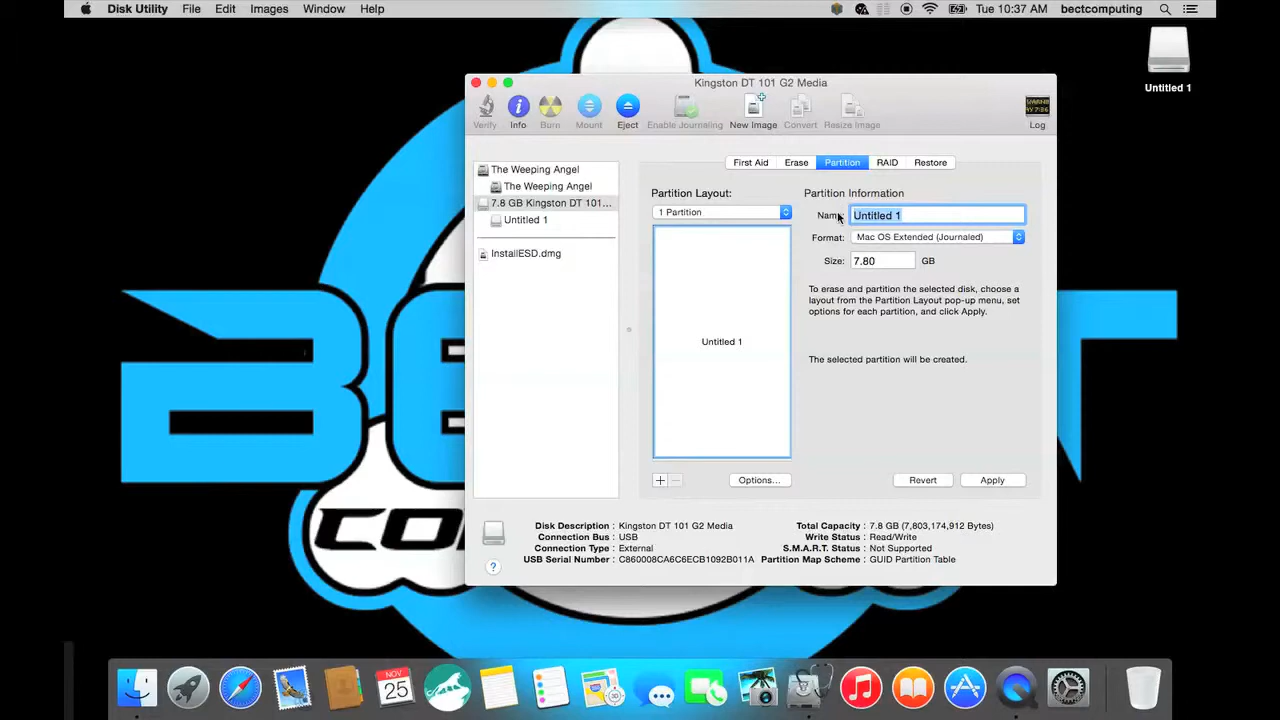 Disk Utility File Edit Images Window Help Tue 10:37 AM bectcomputing
Untitled 1
Kingston DT 101 G2 Media
Verify Info Burn Mount Eject Enable Journaling New Image Convert Resize Image Log
First Aid Erase Partition RAID Restore
The Weeping Angel
The Weeping Angel
7.8 GB Kingston DT 101...
Untitled 1
InstallESD.dmg
Partition Layout:
1 Partition
Untitled 1
+ −
Options...
Partition Information
Name: Untitled 1
Format: Mac OS Extended (Journaled)
Size: 7.80 GB
To erase and partition the selected disk, choose a
layout from the Partition Layout pop-up menu, set
options for each partition, and click Apply.
The selected partition will be created.
Revert Apply
Disk Description : Kingston DT 101 G2 Media
Connection Bus : USB
Connection Type : External
USB Serial Number : C860008CA6C6ECB1092B011A
Total Capacity : 7.8 GB (7,803,174,912 Bytes)
Write Status : Read/Write
S.M.A.R.T. Status : Not Supported
Partition Map Scheme : GUID Partition Table
?
NOV
25